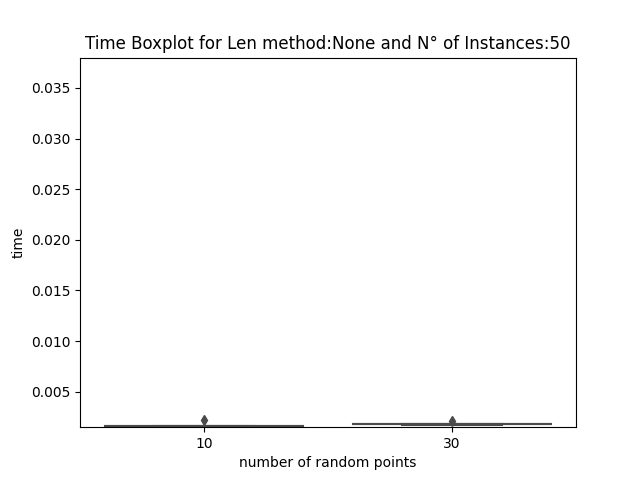 Time Boxplot for Len method:None and N° of Instances:50
0.035
0.030
0.025
0.020
0.015
0.010
0.005
time
10 30
number of random points